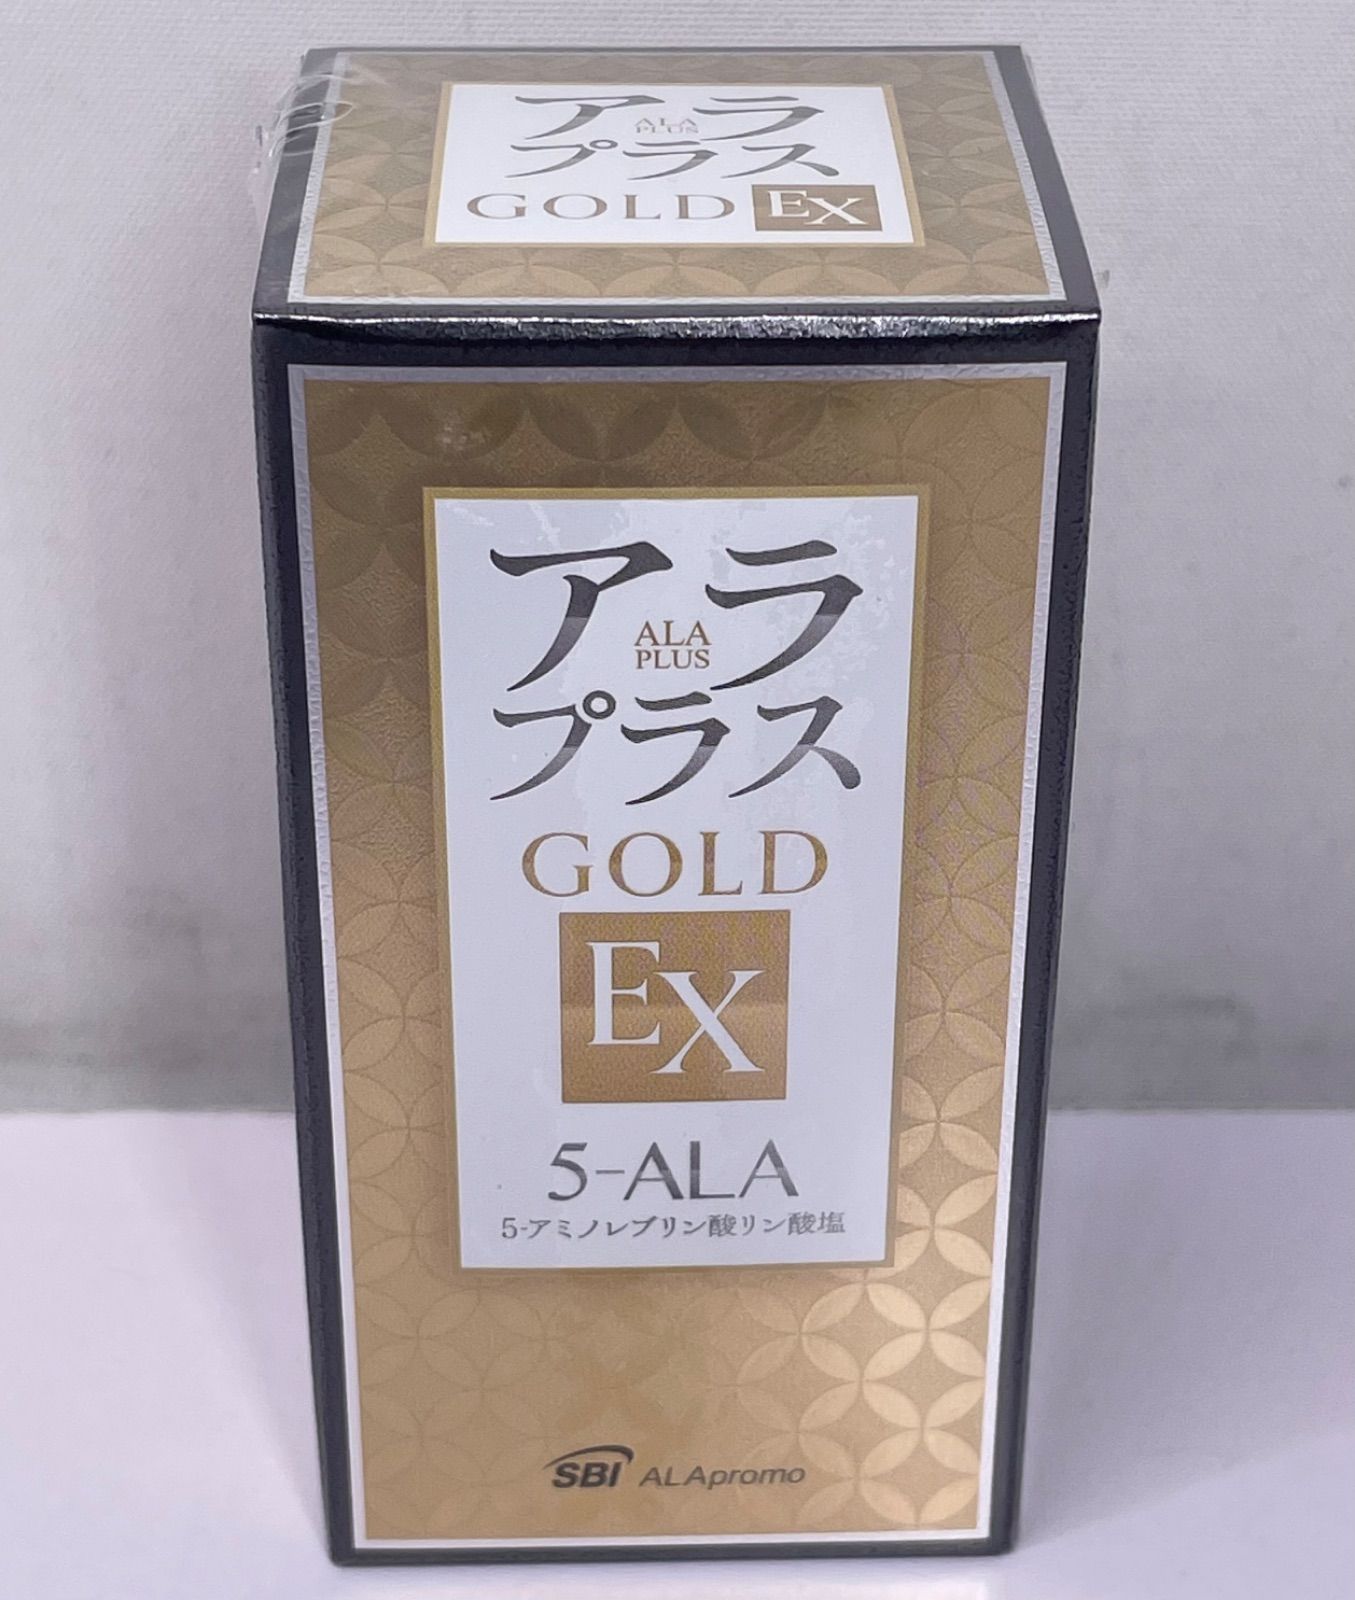 アラ
ALA
PLUS
プラス
GOLD EX
アラ
ALA
PLUS
プラス
GOLD
EX
5-ALA
5-アミノレブリン酸リン酸塩
SBI ALApromo